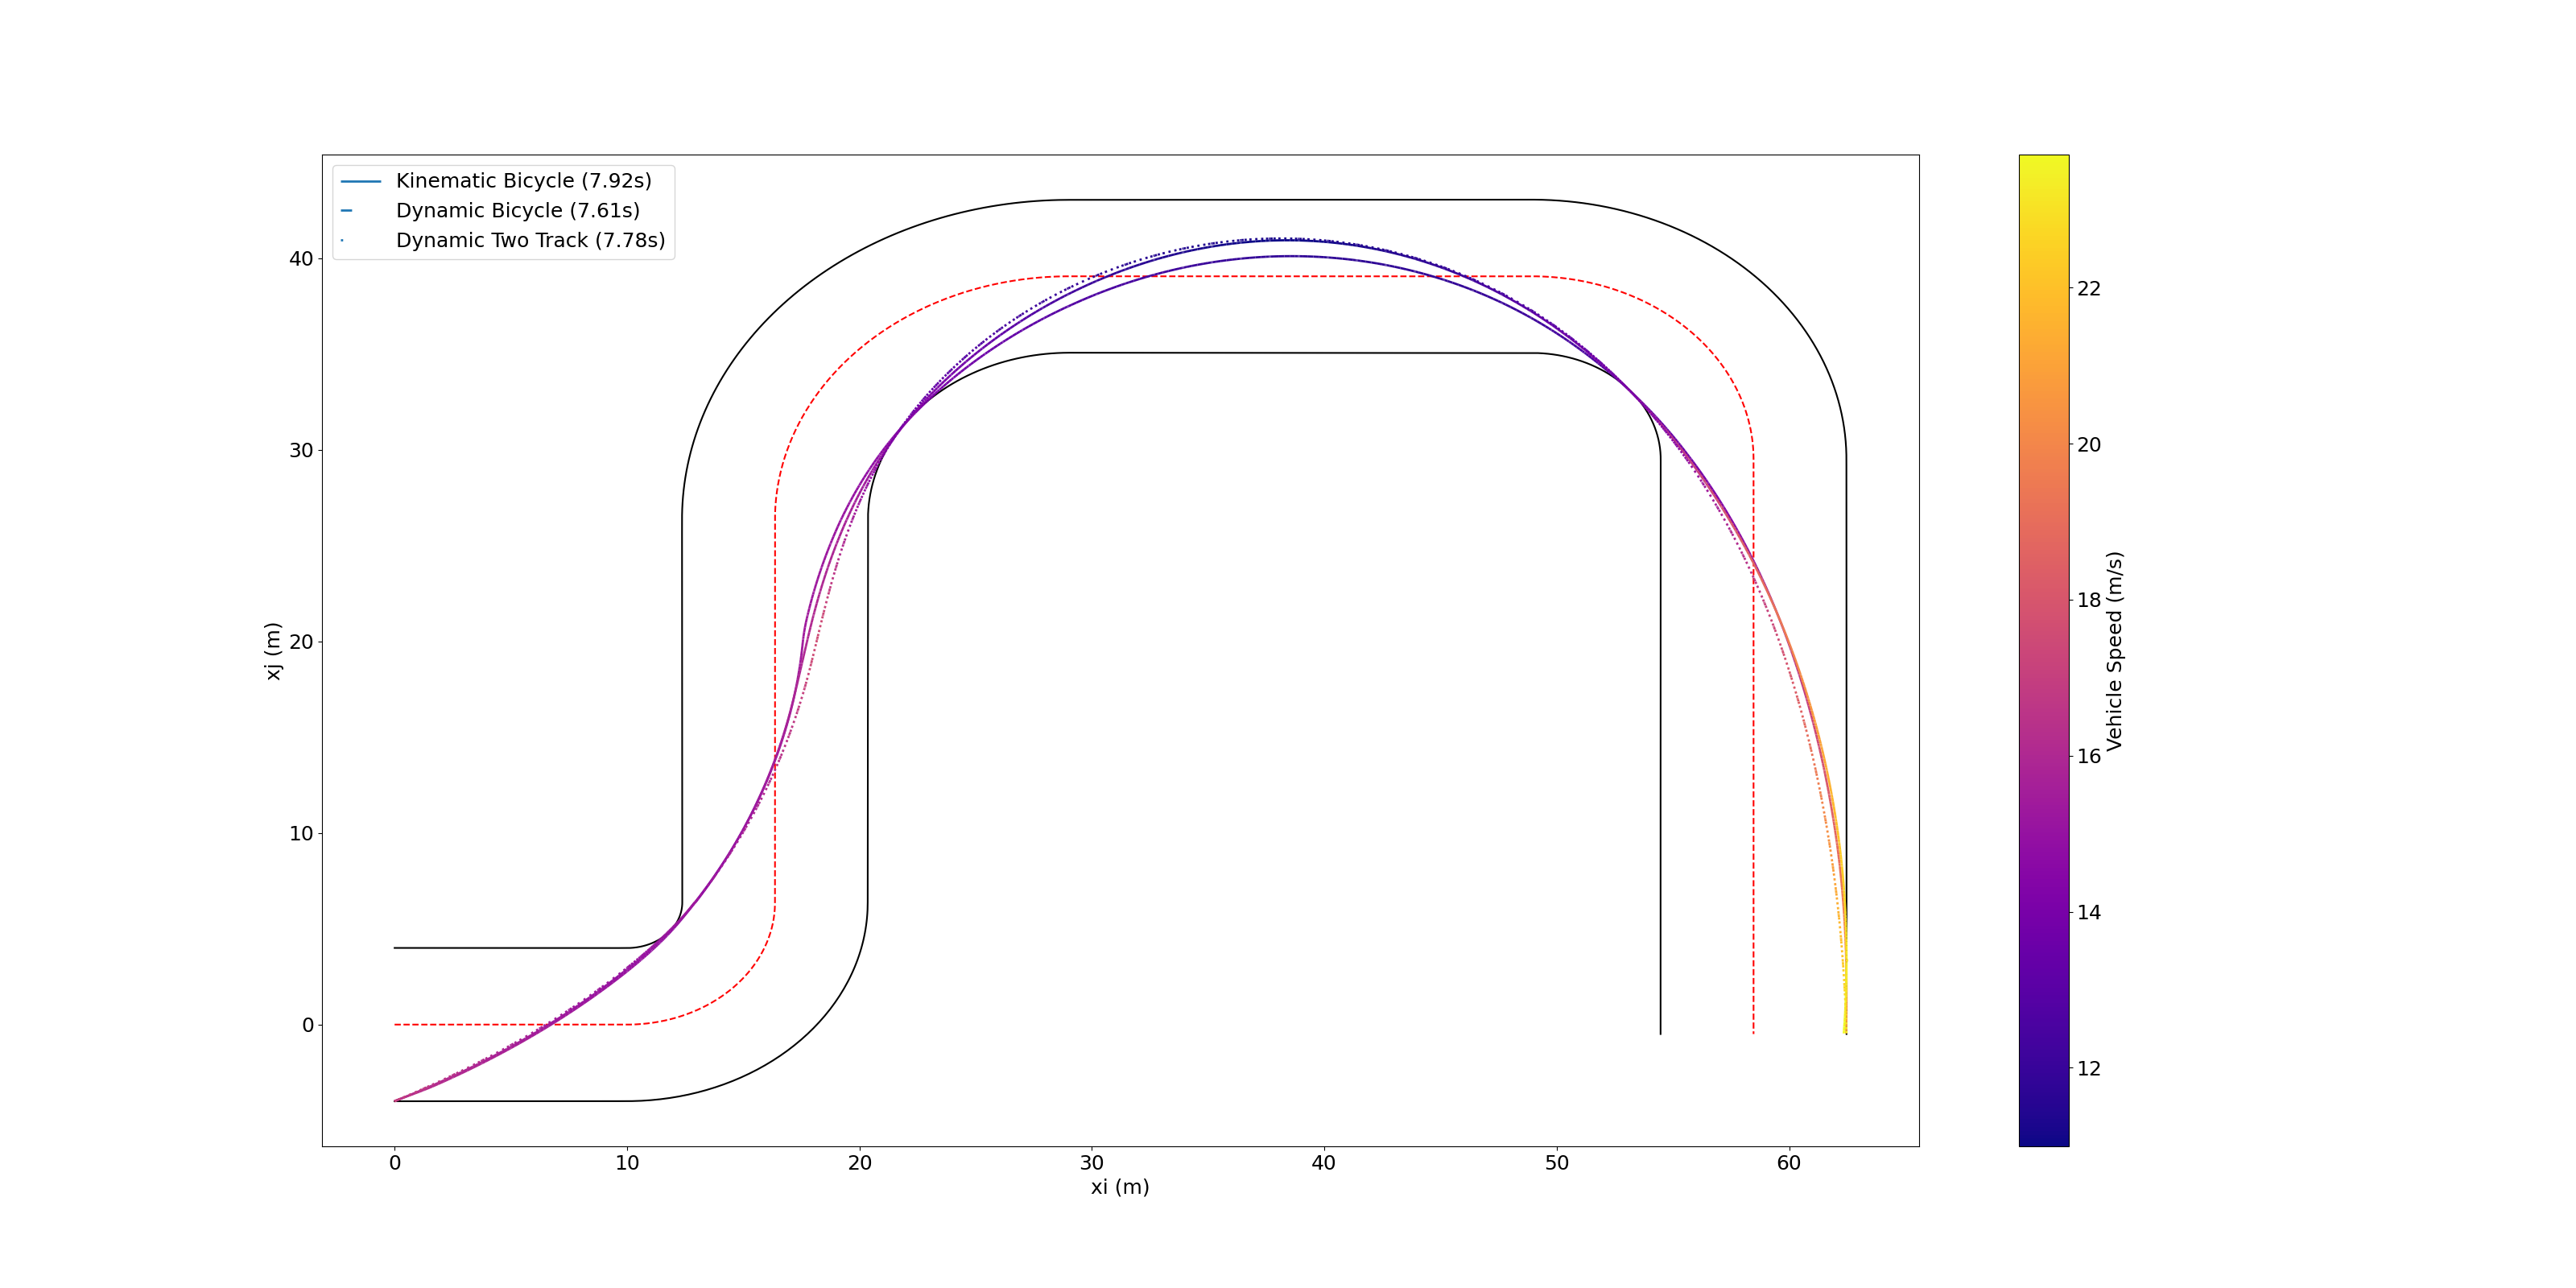 Kinematic Bicycle (7.92s)
Dynamic Bicycle (7.61s)
Dynamic Two Track (7.78s)
40
30
20
10
0
xj (m)
0 10 20 30 40 50 60
xi (m)
22
20
18
16
14
12
Vehicle Speed (m/s)